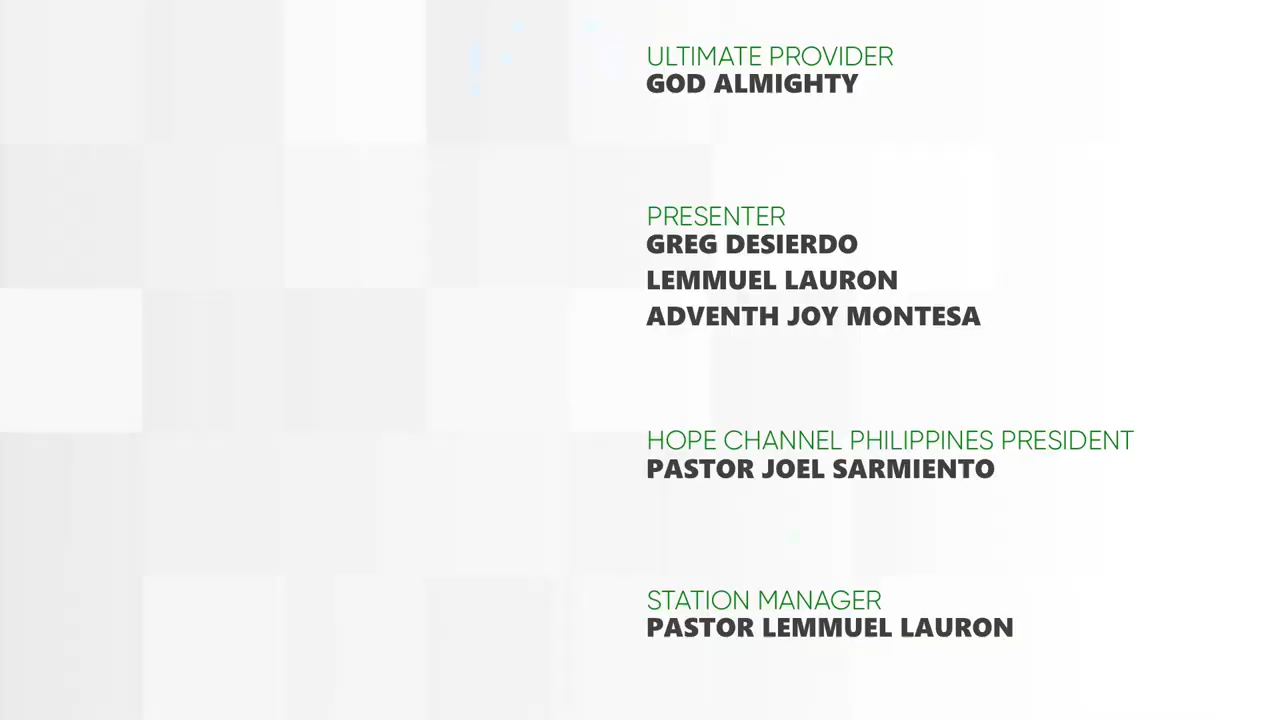 ULTIMATE PROVIDER
GOD ALMIGHTY
PRESENTER
GREG DESIERDO
LEMMUEL LAURON
ADVENTH JOY MONTESA
HOPE CHANNEL PHILIPPINES PRESIDENT
PASTOR JOEL SARMIENTO
STATION MANAGER
PASTOR LEMMUEL LAURON